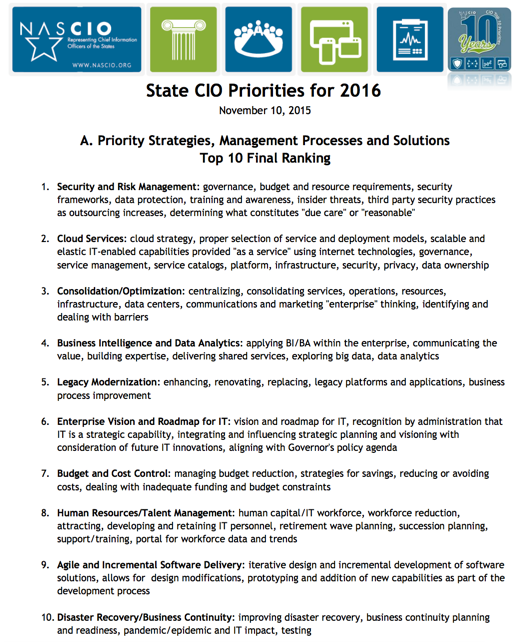 NASCIO
Representing Chief Information
Officers of the States
WWW.NASCIO.ORG
10
Years
State CIO Priorities for 2016
November 10, 2015
A. Priority Strategies, Management Processes and Solutions
Top 10 Final Ranking
1. Security and Risk Management: governance, budget and resource requirements, security
frameworks, data protection, training and awareness, insider threats, third party security practices
as outsourcing increases, determining what constitutes "due care" or "reasonable"
2. Cloud Services: cloud strategy, proper selection of service and deployment models, scalable and
elastic IT-enabled capabilities provided "as a service" using internet technologies, governance,
service management, service catalogs, platform, infrastructure, security, privacy, data ownership
3. Consolidation/Optimization: centralizing, consolidating services, operations, resources,
infrastructure, data centers, communications and marketing "enterprise" thinking, identifying and
dealing with barriers
4. Business Intelligence and Data Analytics: applying BI/BA within the enterprise, communicating the
value, building expertise, delivering shared services, exploring big data, data analytics
5. Legacy Modernization: enhancing, renovating, replacing, legacy platforms and applications, business
process improvement
6. Enterprise Vision and Roadmap for IT: vision and roadmap for IT, recognition by administration that
IT is a strategic capability, integrating and influencing strategic planning and visioning with
consideration of future IT innovations, aligning with Governor's policy agenda
7. Budget and Cost Control: managing budget reduction, strategies for savings, reducing or avoiding
costs, dealing with inadequate funding and budget constraints
8. Human Resources/Talent Management: human capital/IT workforce, workforce reduction,
attracting, developing and retaining IT personnel, retirement wave planning, succession planning,
support/training, portal for workforce data and trends
9. Agile and Incremental Software Delivery: iterative design and incremental development of software
solutions, allows for design modifications, prototyping and addition of new capabilities as part of the
development process
10. Disaster Recovery/Business Continuity: improving disaster recovery, business continuity planning
and readiness, pandemic/epidemic and IT impact, testing